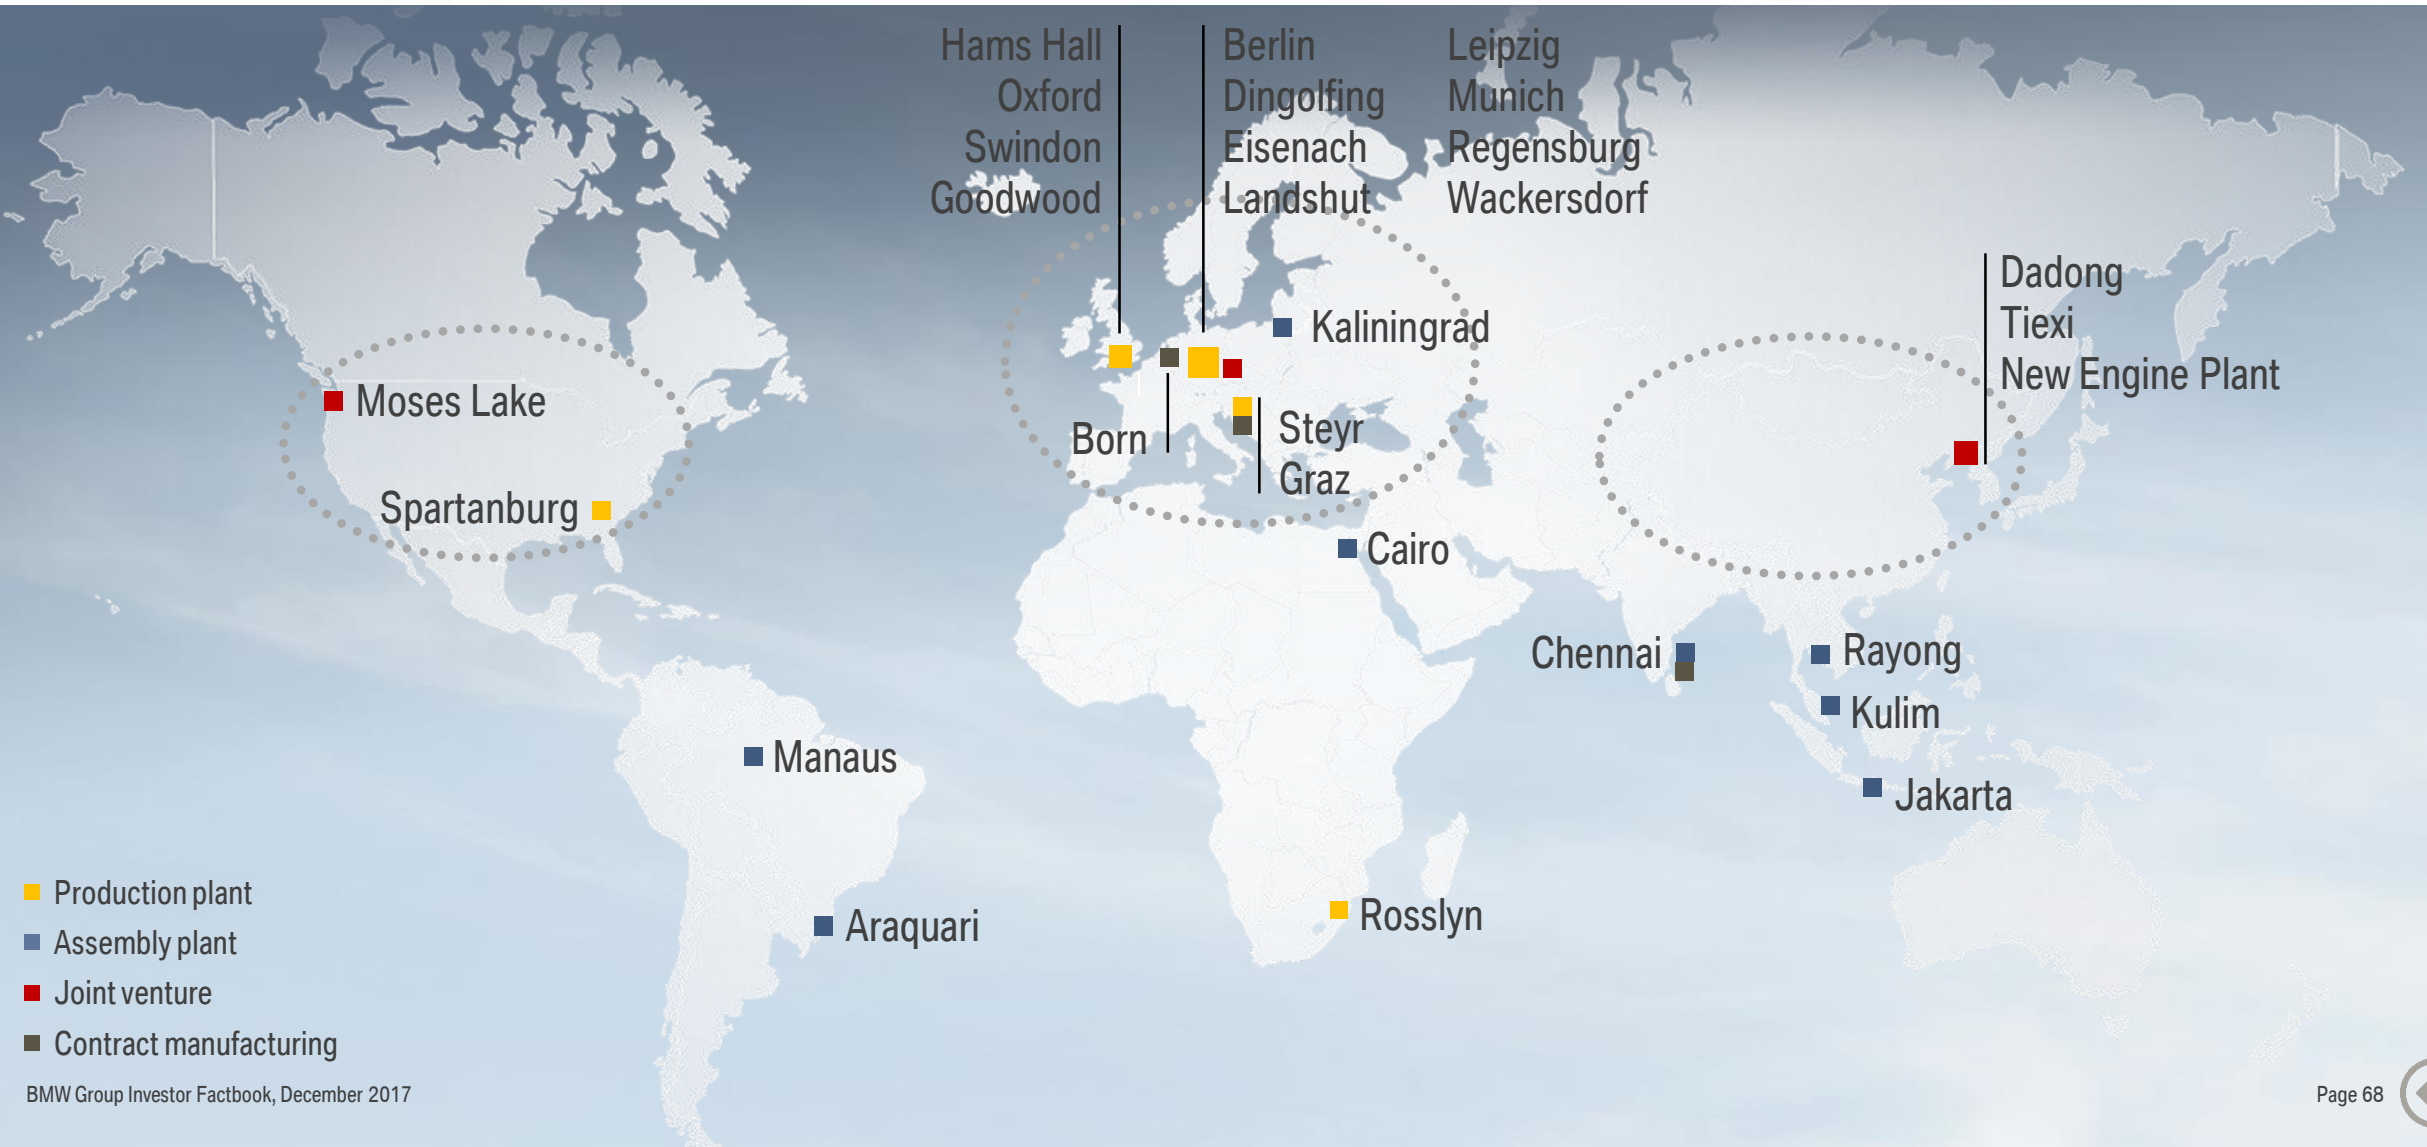 Hams Hall
Oxford
Swindon
Goodwood
Berlin
Dingolfing
Eisenach
Landshut
Leipzig
Munich
Regensburg
Wackersdorf
Dadong
Tiexi
New Engine Plant
Kaliningrad
Moses Lake
Born
Steyr
Graz
Spartanburg
Cairo
Chennai
Rayong
Kulim
Manaus
Jakarta
Araquari
Rosslyn
Production plant
Assembly plant
Joint venture
Contract manufacturing
BMW Group Investor Factbook, December 2017
Page 68